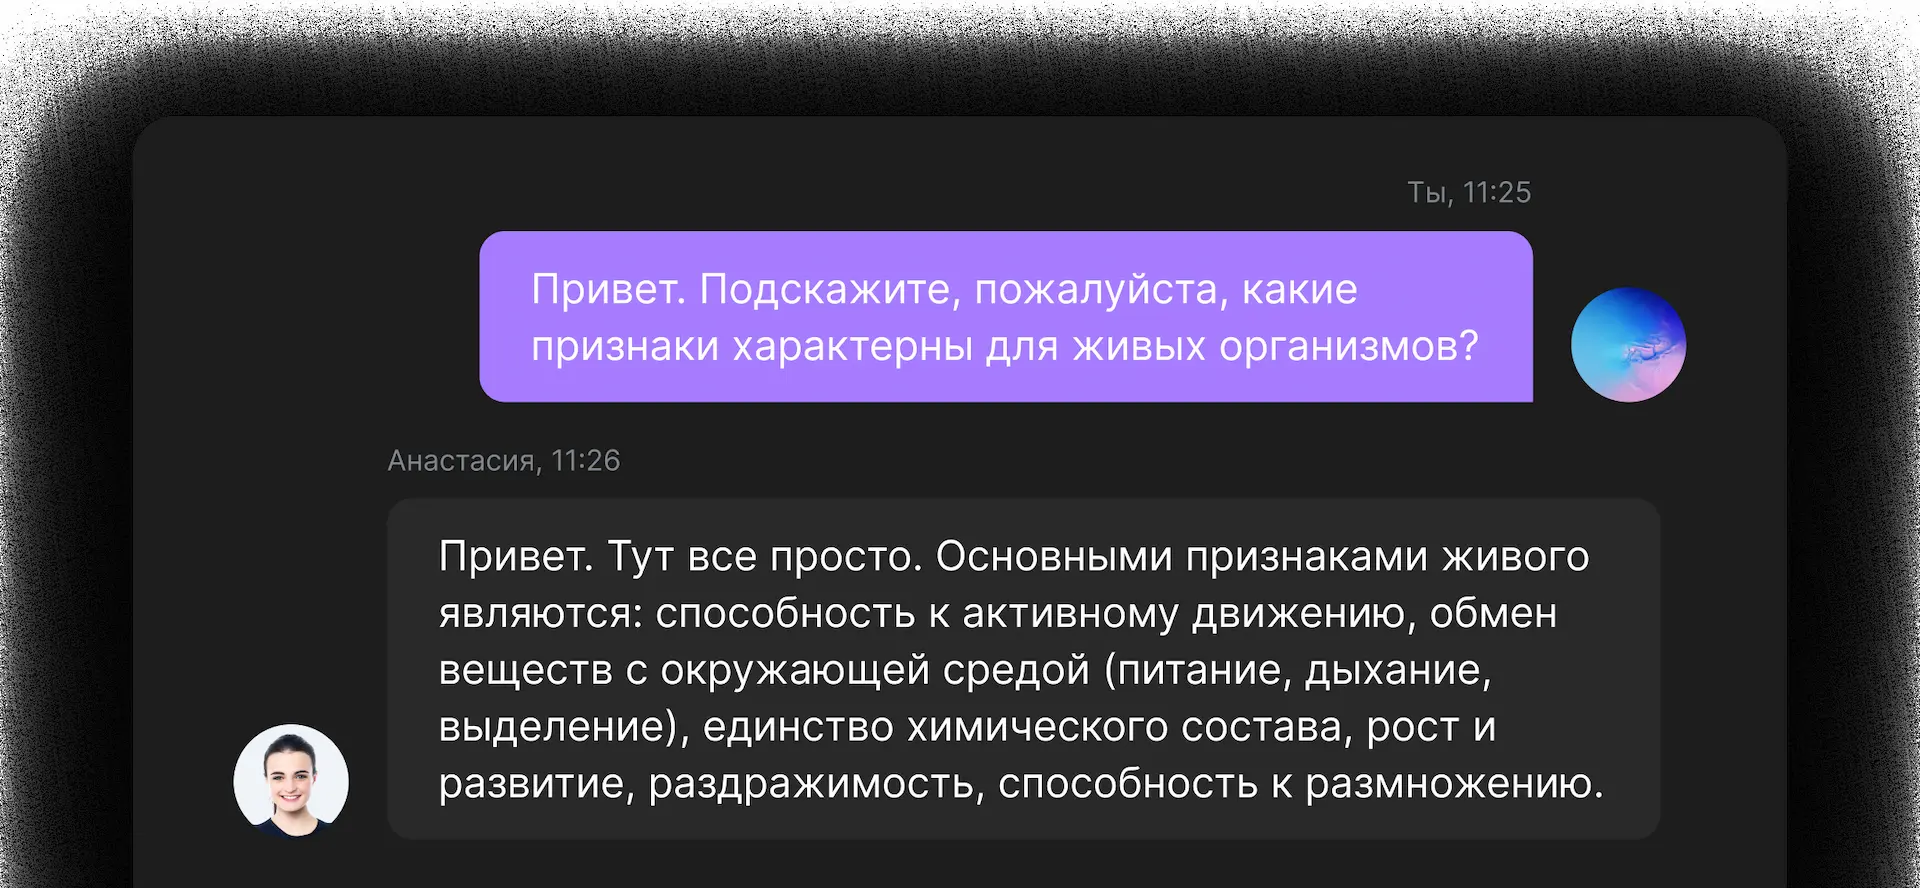 Ты, 11:25
Привет. Подскажите, пожалуйста, какие
признаки характерны для живых организмов?
Анастасия, 11:26
Привет. Тут все просто. Основными признаками живого
являются: способность к активному движению, обмен
веществ с окружающей средой (питание, дыхание,
выделение), единство химического состава, рост и
развитие, раздражимость, способность к размножению.